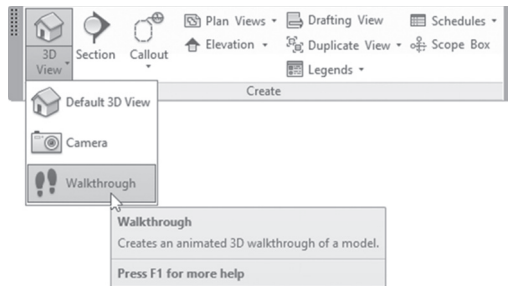 Plan Views Drafting View Schedules
3D View Section Callout
Elevation Duplicate View Scope Box
Legends
Create
Default 3D View
Camera
Walkthrough
Walkthrough
Creates an animated 3D walkthrough of a model.
Press F1 for more help